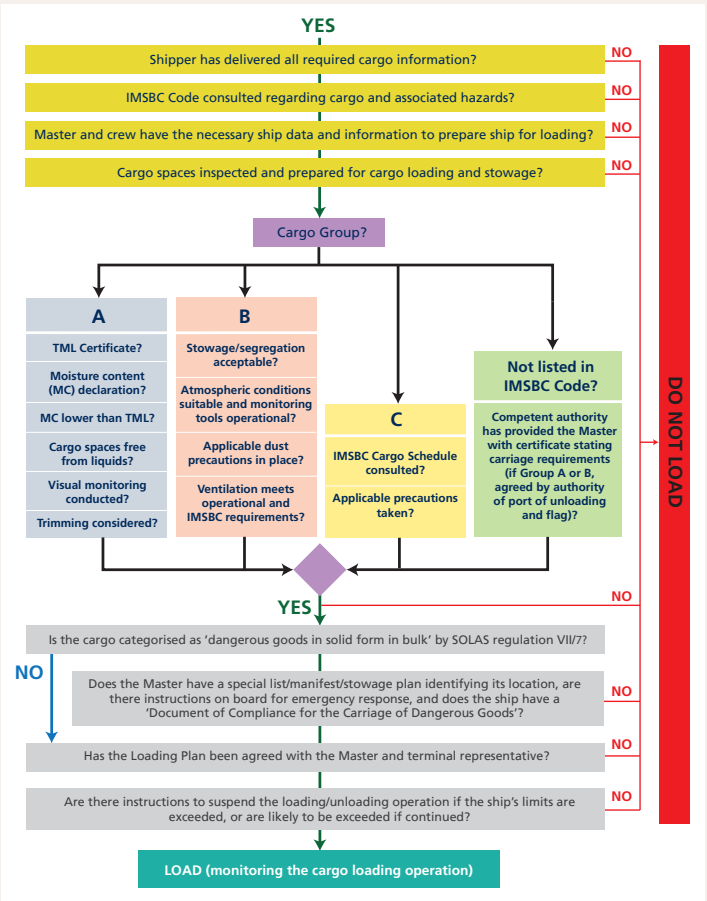 YES
Shipper has delivered all required cargo information?
NO
IMSBC Code consulted regarding cargo and associated hazards?
NO
Master and crew have the necessary ship data and information to prepare ship for loading?
NO
Cargo spaces inspected and prepared for cargo loading and stowage?
NO
Cargo Group?
A
TML Certificate?
Moisture content
(MC) declaration?
MC lower than TML?
Cargo spaces free
from liquids?
Visual monitoring
conducted?
Trimming considered?
B
Stowage/segregation
acceptable?
Atmospheric conditions
suitable and monitoring
tools operational?
Applicable dust
precautions in place?
Ventilation meets
operational and
IMSBC requirements?
C
IMSBC Cargo Schedule
consulted?
Applicable precautions
taken?
Not listed in
IMSBC Code?
Competent authority
has provided the Master
with certificate stating
carriage requirements
(if Group A or B,
agreed by authority
of port of unloading
and flag)?
DO NOT LOAD
YES
NO
Is the cargo categorised as ‘dangerous goods in solid form in bulk’ by SOLAS regulation VII/7?
NO
Does the Master have a special list/manifest/stowage plan identifying its location, are
there instructions on board for emergency response, and does the ship have a
‘Document of Compliance for the Carriage of Dangerous Goods’?
NO
Has the Loading Plan been agreed with the Master and terminal representative?
NO
Are there instructions to suspend the loading/unloading operation if the ship’s limits are
exceeded, or are likely to be exceeded if continued?
NO
LOAD (monitoring the cargo loading operation)